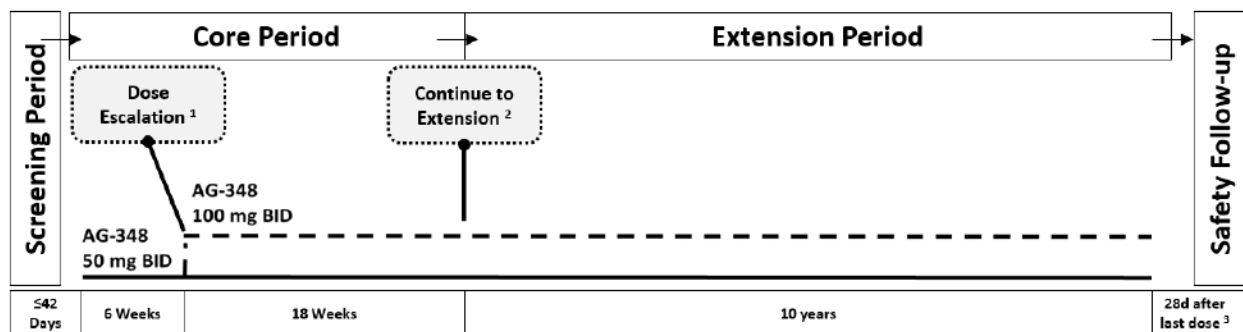 Screening Period
Core Period
Extension Period
Safety Follow-up
Dose
Escalation ¹
Continue to
Extension ²
AG-348
100 mg BID
AG-348
50 mg BID
≤42
Days
6 Weeks
18 Weeks
10 years
28d after
last dose ³